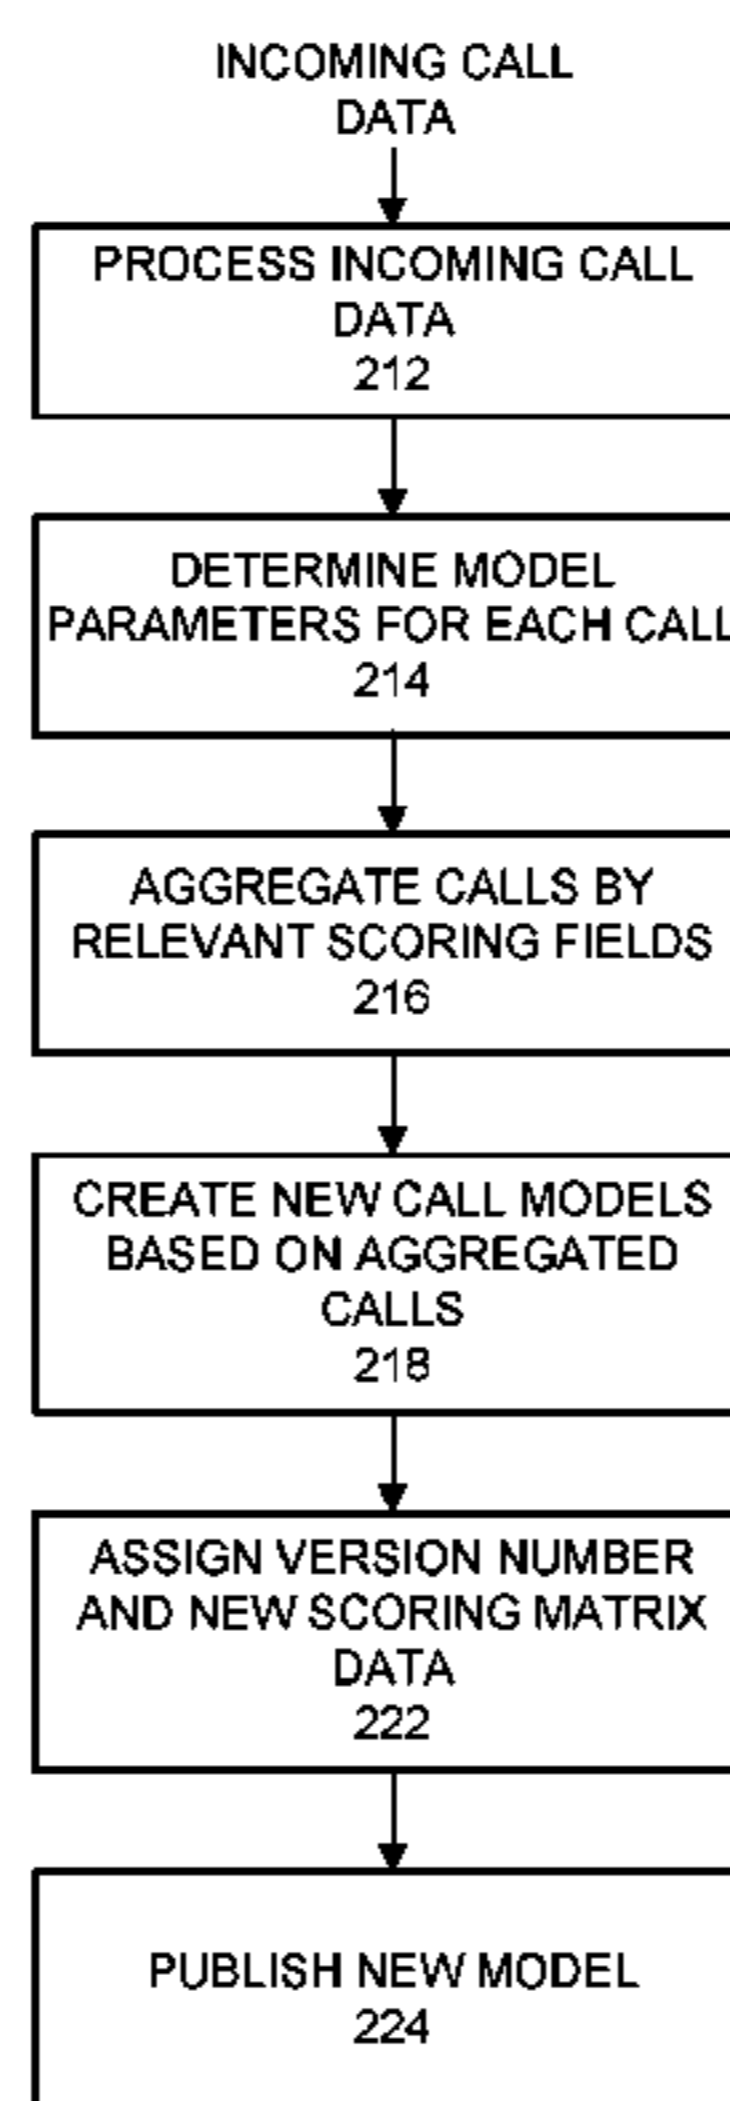 INCOMING CALL
DATA
PROCESS INCOMING CALL
DATA
212
DETERMINE MODEL
PARAMETERS FOR EACH CALL
214
AGGREGATE CALLS BY
RELEVANT SCORING FIELDS
216
CREATE NEW CALL MODELS
BASED ON AGGREGATED
CALLS
218
ASSIGN VERSION NUMBER
AND NEW SCORING MATRIX
DATA
222
PUBLISH NEW MODEL
224